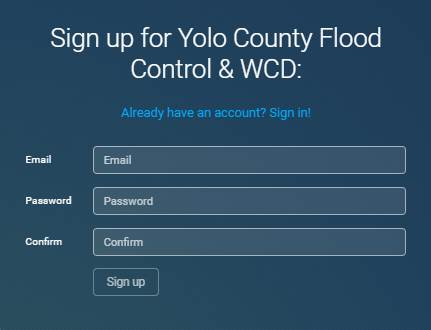 Sign up for Yolo County Flood
Control & WCD:
Already have an account? Sign in!
Email Email
Password Password
Confirm Confirm
Sign up